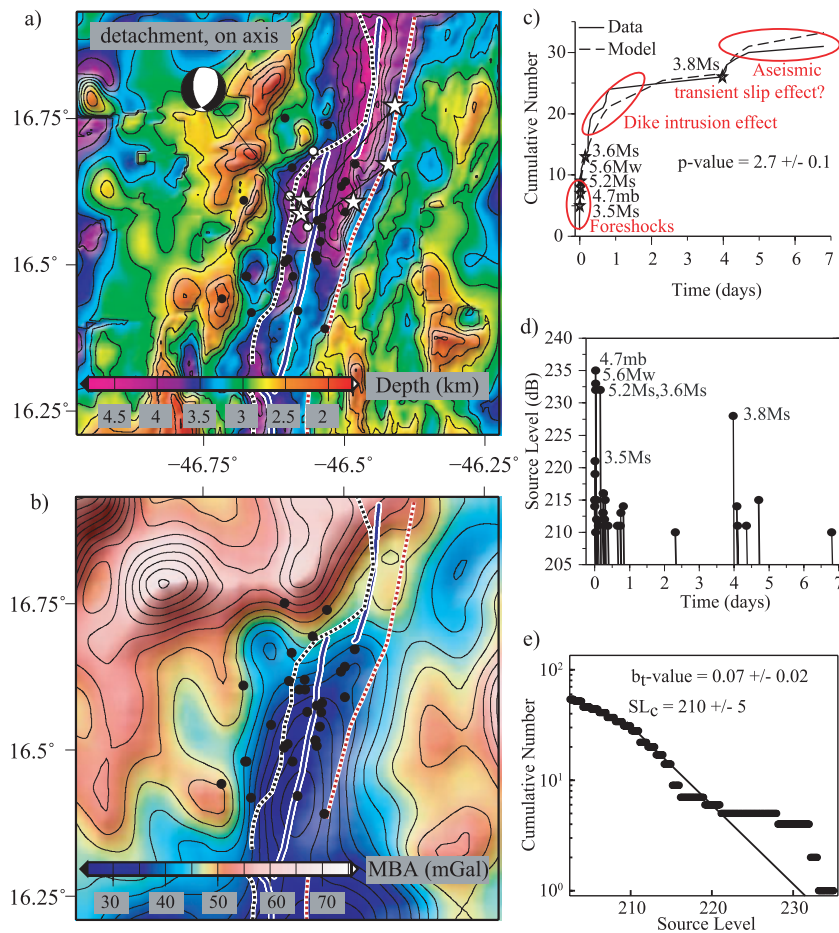 a)
detachment, on axis
16.75°
16.5°
16.25°
Depth (km)
4.5 4 3.5 3 2.5 2
−46.75° −46.5° −46.25°
b)
16.75°
16.5°
16.25°
MBA (mGal)
30 40 50 60 70
c)
Data
Model
Cumulative Number
30
20
10
0
3.8Ms
Aseismic
transient slip effect?
Dike intrusion effect
3.6Ms
5.6Mw
5.2Ms
4.7mb
3.5Ms
p-value = 2.7 +/- 0.1
Foreshocks
0 2 4 6
Time (days)
d)
Source Level (dB)
240
235
230
225
220
215
210
205
4.7mb
5.6Mw
5.2Ms,3.6Ms
3.5Ms
3.8Ms
0 1 2 3 4 5 6 7
Time (days)
e)
Cumulative Number
10²
10¹
10⁰
bt-value = 0.07 +/- 0.02
SLc = 210 +/- 5
210 220 230
Source Level